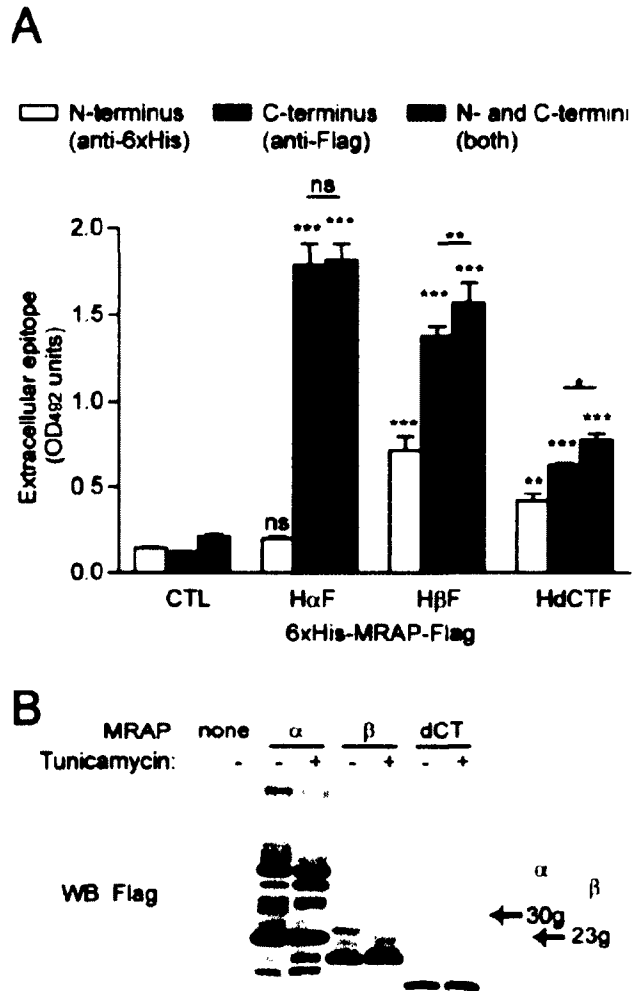 A
N-terminus C-terminus N- and C-termini
(anti-6xHis) (anti-Flag) (both)
ns
*** ***
**
*** ***
***
*
** *** ***
ns
2.0
1.5
1.0
0 5
0.0
Extracellular epitope
(OD492 units)
CTL HαF HβF HdCTF
6xHis-MRAP-Flag
B
MRAP none α β dCT
Tunicamycin: - - + - + - +
WB Flag
α
β
30g
23g